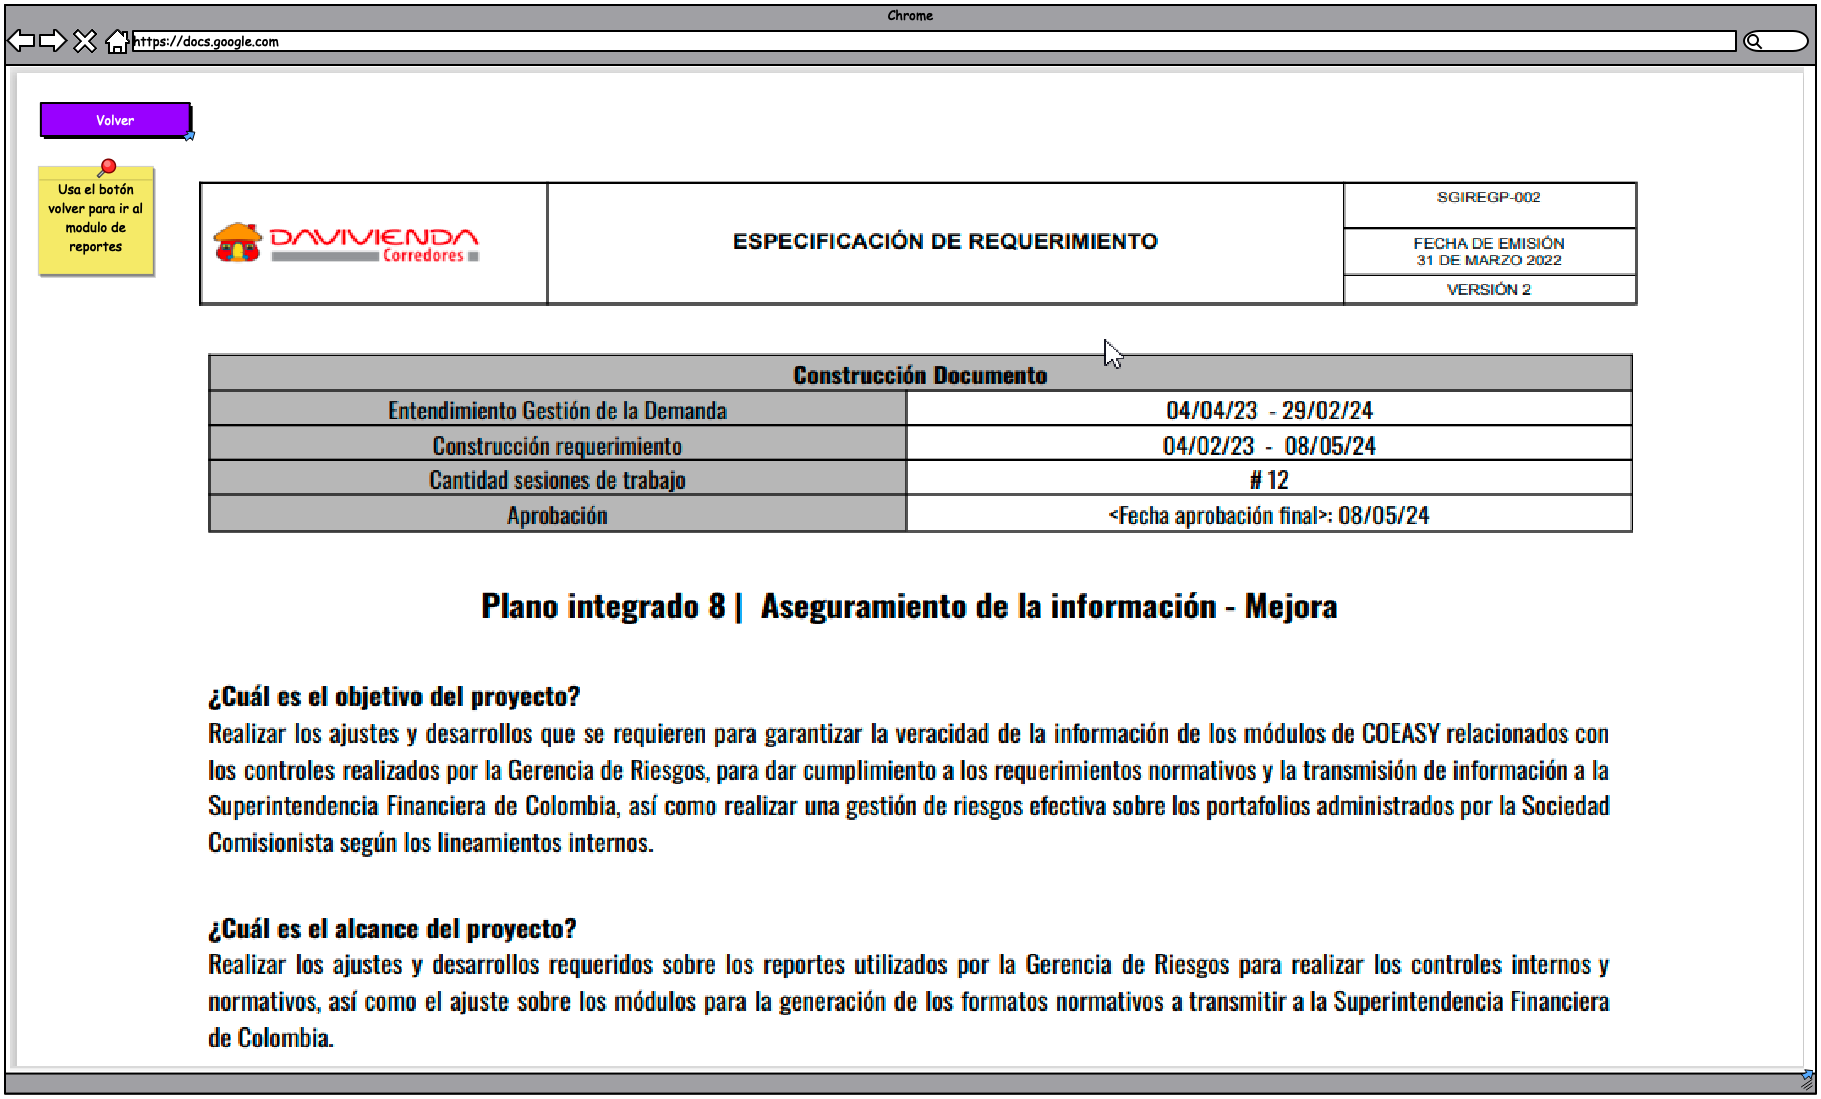 Chrome
https://docs.google.com
Volver
Usa el botón
volver para ir al
modulo de
reportes
DAVIVIENDA
Corredores
ESPECIFICACIÓN DE REQUERIMIENTO
SGIREGP-002
FECHA DE EMISIÓN
31 DE MARZO 2022
VERSIÓN 2
Construcción Documento
Entendimiento Gestión de la Demanda 04/04/23 - 29/02/24
Construcción requerimiento 04/02/23 - 08/05/24
Cantidad sesiones de trabajo # 12
Aprobación <Fecha aprobación final>: 08/05/24
Plano integrado 8 | Aseguramiento de la información - Mejora
¿Cuál es el objetivo del proyecto?
Realizar los ajustes y desarrollos que se requieren para garantizar la veracidad de la información de los módulos de COEASY relacionados con
los controles realizados por la Gerencia de Riesgos, para dar cumplimiento a los requerimientos normativos y la transmisión de información a la
Superintendencia Financiera de Colombia, así como realizar una gestión de riesgos efectiva sobre los portafolios administrados por la Sociedad
Comisionista según los lineamientos internos.
¿Cuál es el alcance del proyecto?
Realizar los ajustes y desarrollos requeridos sobre los reportes utilizados por la Gerencia de Riesgos para realizar los controles internos y
normativos, así como el ajuste sobre los módulos para la generación de los formatos normativos a transmitir a la Superintendencia Financiera
de Colombia.